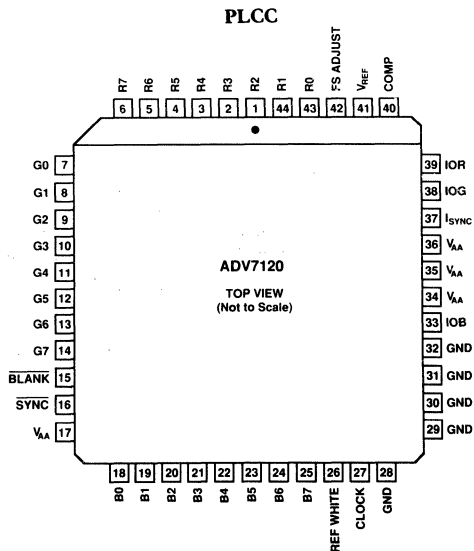 PLCC
R7
R6
R5
R4
R3
R2
R1
R0
FS ADJUST
VREF
COMP
6 5 4 3 2 1 44 43 42 41 40
G0 7
G1 8
G2 9
G3 10
G4 11
G5 12
G6 13
G7 14
BLANK 15
SYNC 16
VAA 17
39 IOR
38 IOG
37 ISYNC
36 VAA
35 VAA
34 VAA
33 IOB
32 GND
31 GND
30 GND
29 GND
ADV7120
TOP VIEW
(Not to Scale)
18 19 20 21 22 23 24 25 26 27 28
B0
B1
B2
B3
B4
B5
B6
B7
REF WHITE
CLOCK
GND